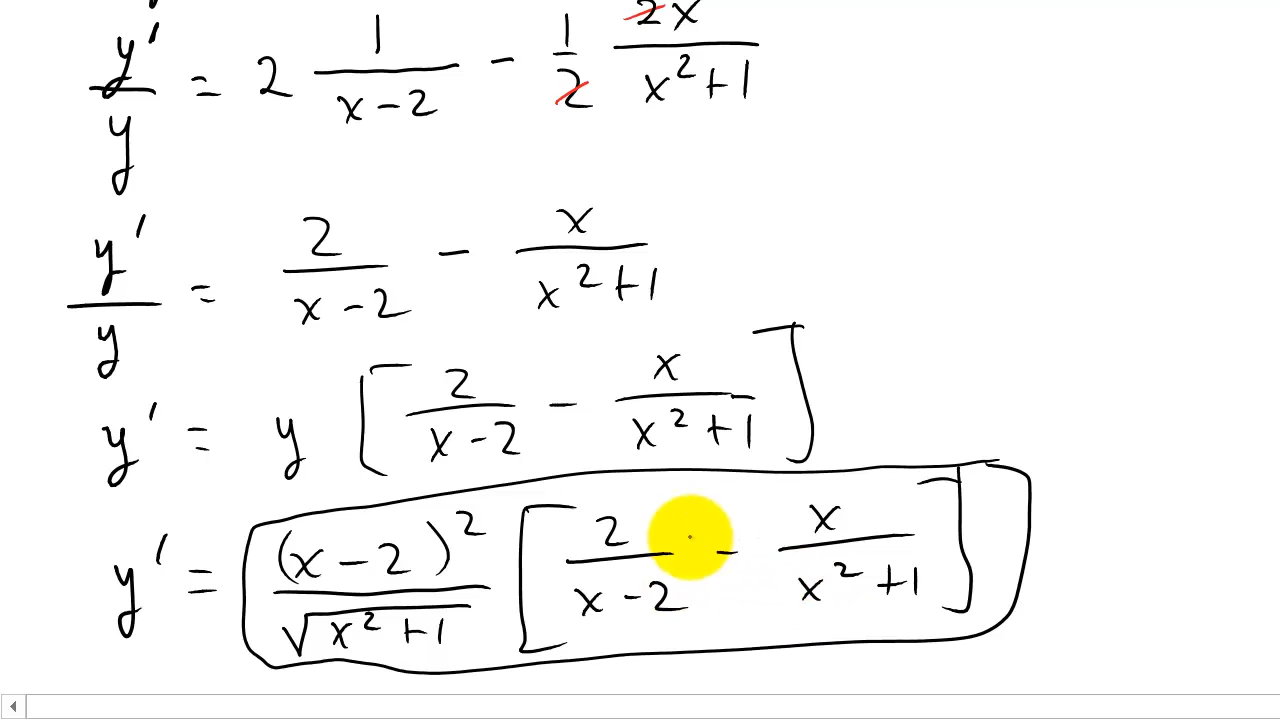 y'/y = 2 1/(x-2) - 1/2 2x/(x²+1)
y'/y = 2/(x-2) - x/(x²+1)
y' = y [2/(x-2) - x/(x²+1)]
y' = (x-2)²/√(x²+1) [2/(x-2) - x/(x²+1)]